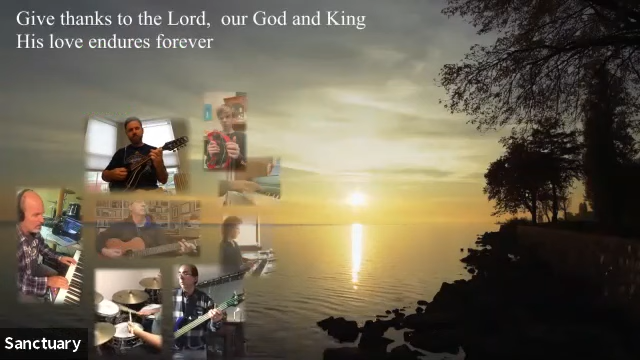 Give thanks to the Lord,  our God and King
His love endures forever
Sanctuary